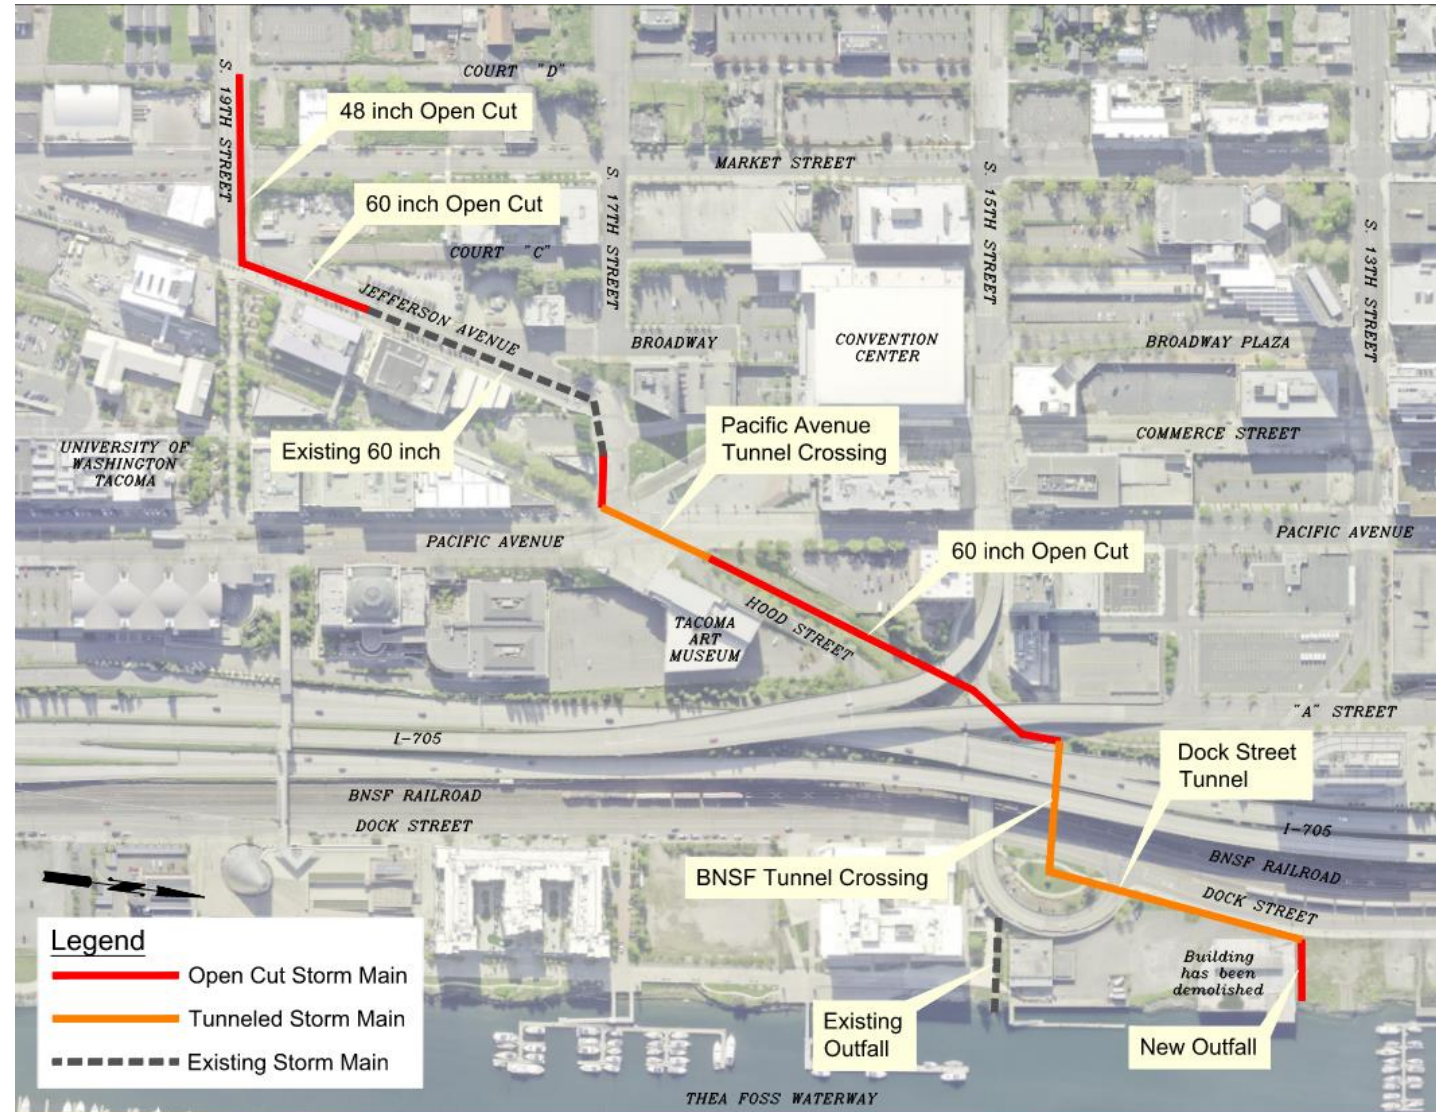 COURT "D"
S. 19TH STREET
48 inch Open Cut
MARKET STREET
S. 17TH STREET
S. 15TH STREET
60 inch Open Cut
S. 13TH STREET
COURT "C"
JEFFERSON AVENUE
BROADWAY
CONVENTION
CENTER
BROADWAY PLAZA
Pacific Avenue
Tunnel Crossing
COMMERCE STREET
UNIVERSITY OF
WASHINGTON
TACOMA
Existing 60 inch
PACIFIC AVENUE
PACIFIC AVENUE
60 inch Open Cut
HOOD STREET
TACOMA
ART
MUSEUM
"A" STREET
I-705
Dock Street
Tunnel
BNSF RAILROAD
DOCK STREET
I-705
BNSF RAILROAD
BNSF Tunnel Crossing
DOCK STREET
Legend
Open Cut Storm Main
Tunneled Storm Main
Existing Storm Main
Building
has been
demolished
Existing
Outfall
New Outfall
THEA FOSS WATERWAY